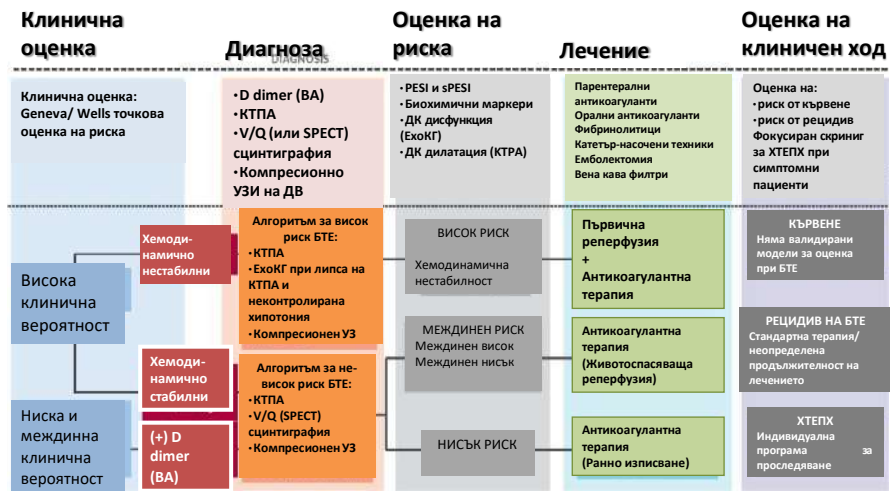 Клинична
оценка
Диагноза
DIAGNOSIS
Оценка на
риска
Лечение
Оценка на
клиничен ход
Клинична оценка:
Geneva/ Wells точкова
оценка на риска
•D dimer (ВА)
•КТПА
•V/Q (или SPECT)
сцинтиграфия
•Компресионно
УЗИ на ДВ
•PESI и sPESI
•Биохимични маркери
•ДК дисфункция
(ЕхоКГ)
•ДК дилатация (КТРА)
Парентерални
антикоагуланти
Орални антикоагуланти
Фибринолитици
Катетър-насочени техники
Емболектомия
Вена кава филтри
Оценка на:
•риск от кървене
•риск от рецидив
Фокусиран скриниг
за ХТЕПХ при
симптомни
пациенти
Висока
клинична
вероятност
Хемоди-
намично
нестабилни
Алгоритъм за висок
риск БТЕ:
•КТПА
•ЕхоКГ при липса на
КТПА и
неконтролирана
хипотония
•Компресионен УЗ
ВИСОК РИСК
Хемодинамична
нестабилност
Първична
реперфузия
+
Антикоагулантна
терапия
КЪРВЕНЕ
Няма валидирани
модели за оценка
при БТЕ
Хемоди-
намично
стабилни
Ниска и
междинна
клинична
вероятност
(+) D
dimer
(ВА)
Алгоритъм за не-
висок риск БТЕ:
•КТПА
•V/Q (SPECT)
сцинтиграфия
•Компресионен УЗ
МЕЖДИНЕН РИСК
Междинен висок
Междинен нисък
Антикоагулантна
терапия
(Животоспасяваща
реперфузия)
РЕЦИДИВ НА БТЕ
Стандартна терапия/
неопределена
продължителност на
лечението
НИСЪК РИСК
Антикоагулантна
терапия
(Ранно изписване)
ХТЕПХ
Индивидуална
програма за
проследяване